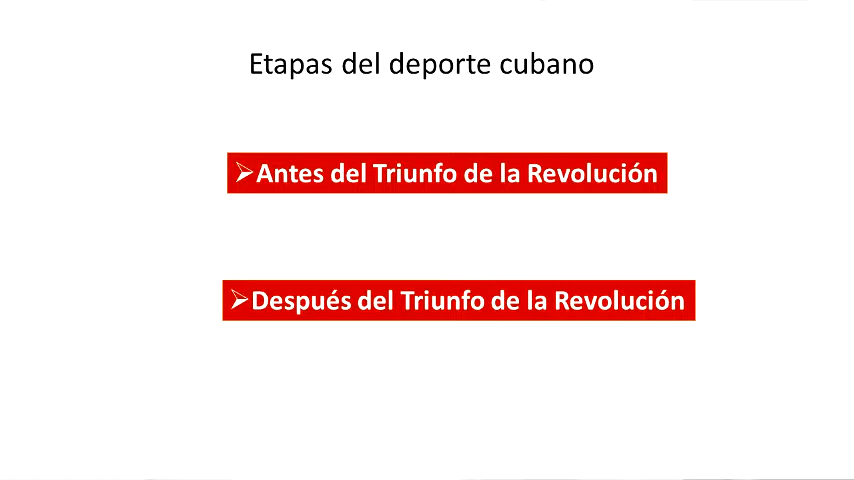 Etapas del deporte cubano
➢Antes del Triunfo de la Revolución
➢Después del Triunfo de la Revolución